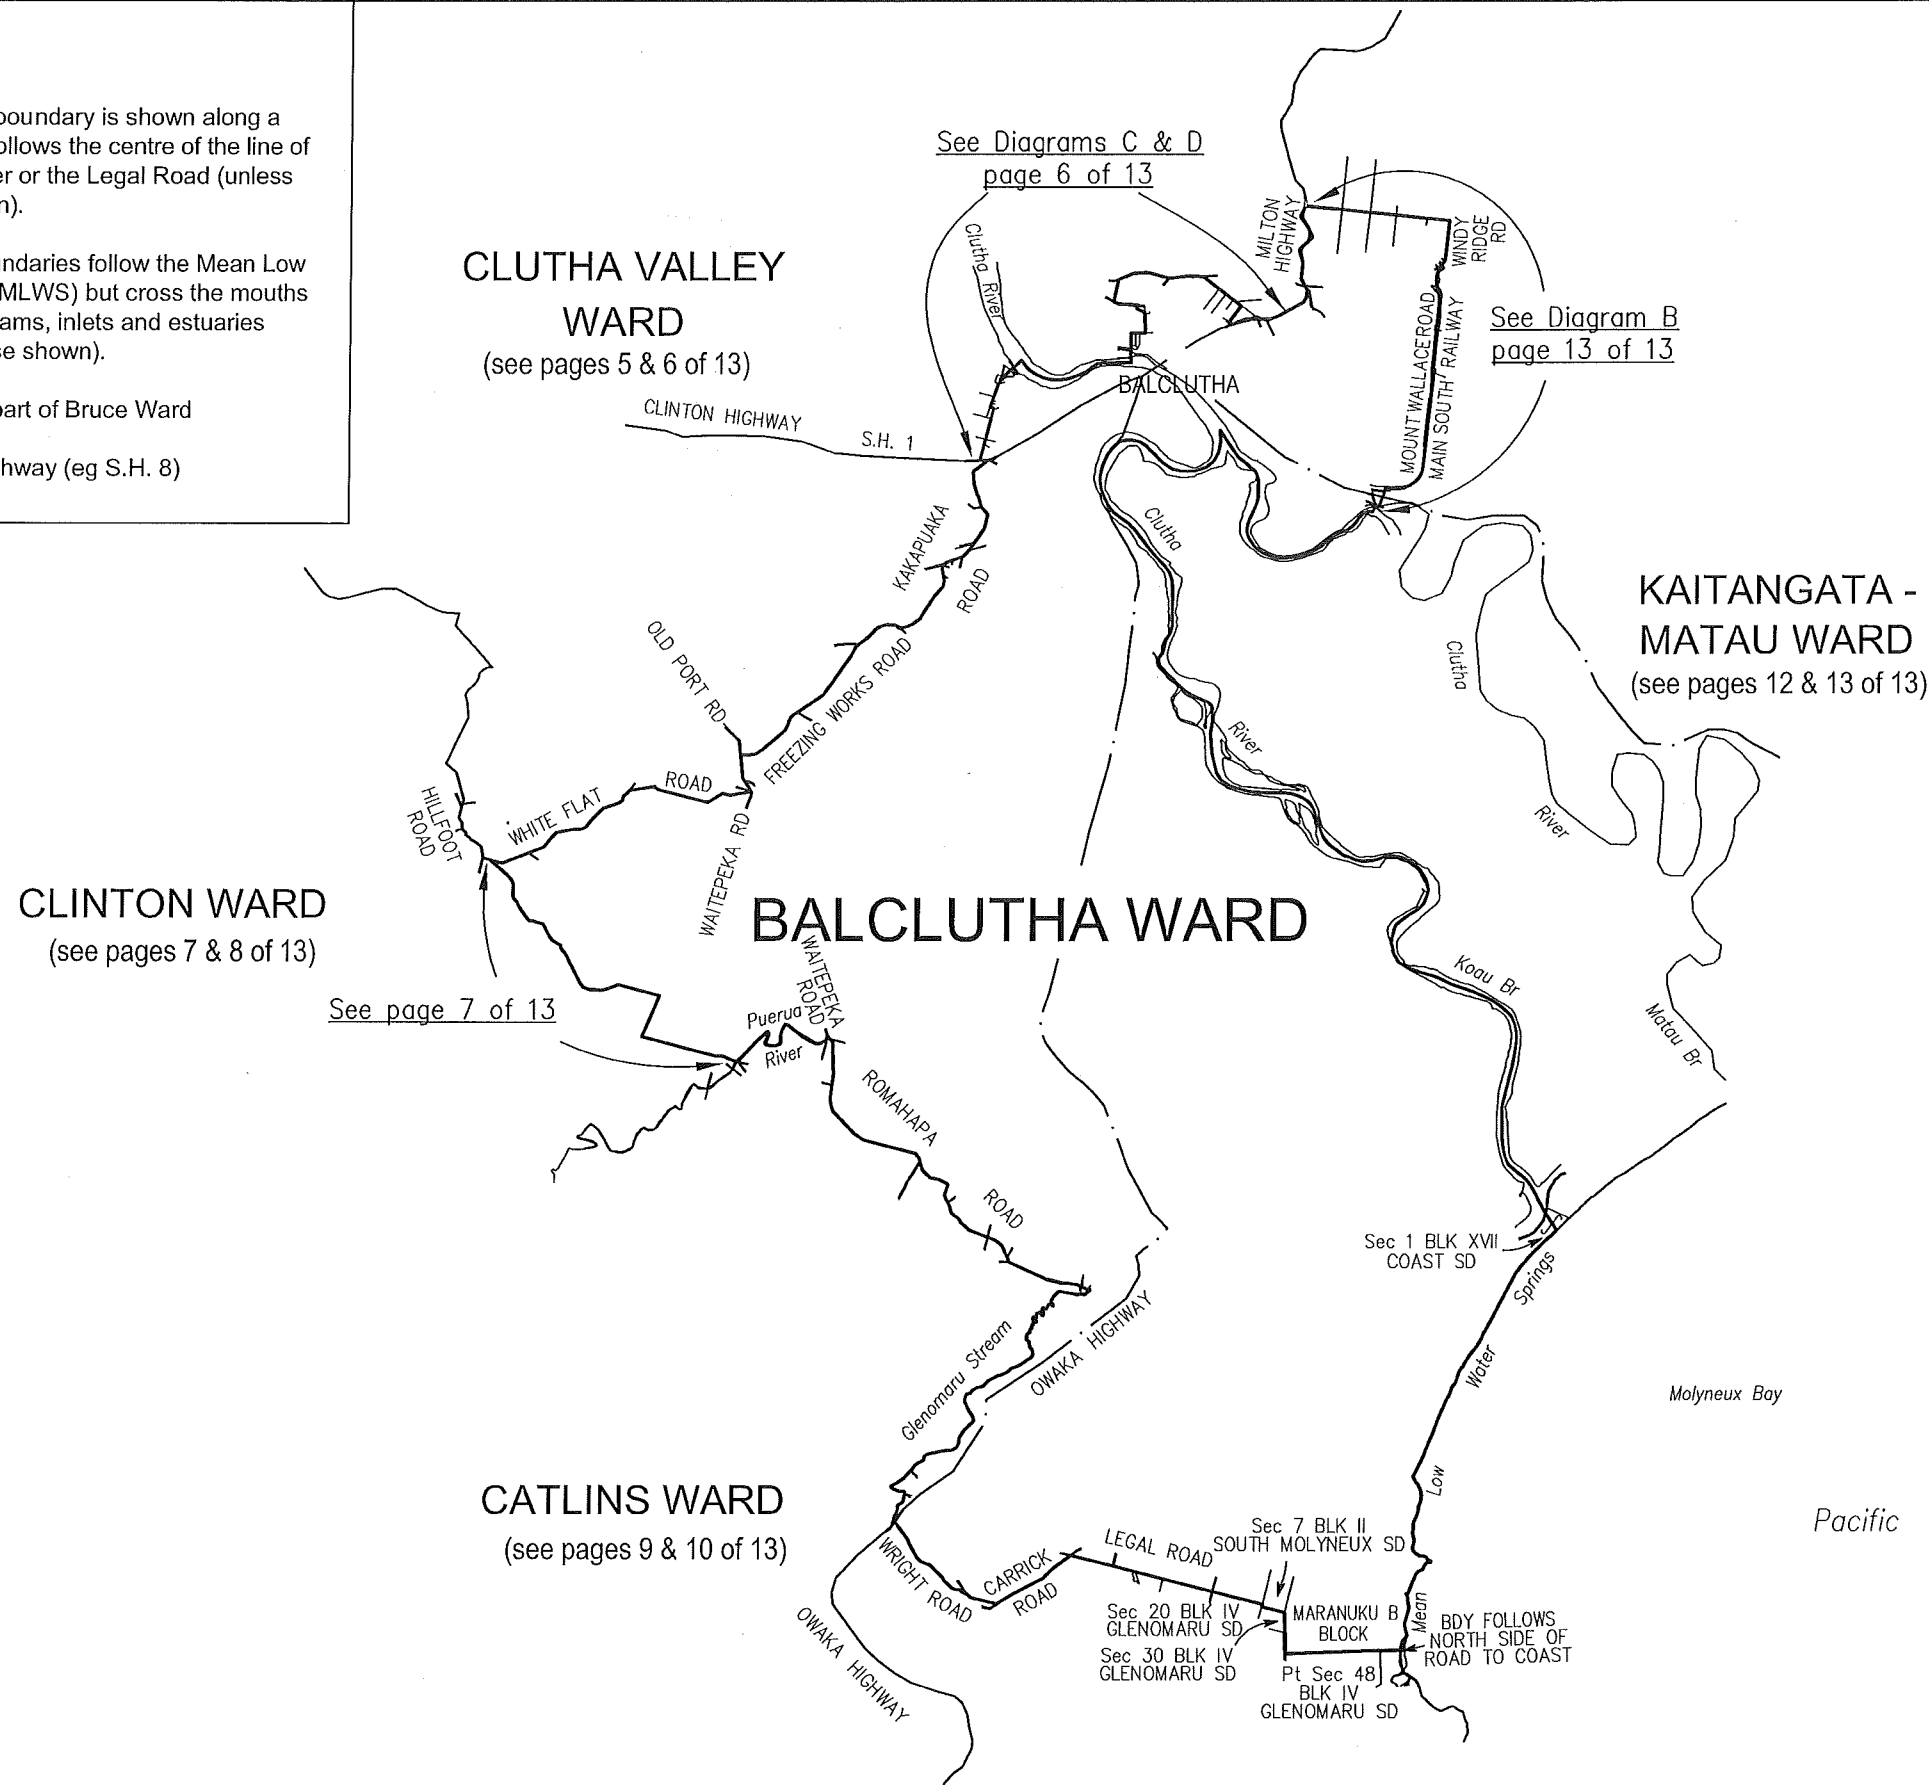 boundary is shown along a
follows the centre of the line of
or the Legal Road (unless
follow the Mean Low
MLWS) but cross the mouths
inlets and estuaries
shown).
part of Bruce Ward
(eg S.H. 8)
See Diagrams C & D
page 6 of 13
CLUTHA VALLEY
WARD
(see pages 5 & 6 of 13)
Clutha River
MILTON
HIGHWAY
WINDY
RIDGE
RD
MOUNT WALLACE ROAD
MAIN SOUTH RAILWAY
See Diagram B
page 13 of 13
BALCLUTHA
CLINTON HIGHWAY
S.H. 1
KAKAPUAKA
ROAD
Clutha
River
KAITANGATA -
MATAU WARD
(see pages 12 & 13 of 13)
Clutha
River
OLD PORT RD
FREEZING WORKS ROAD
HILLFOOT
ROAD
WHITE FLAT
ROAD
WAITEPEKA RD
CLINTON WARD
(see pages 7 & 8 of 13)
BALCLUTHA WARD
See page 7 of 13
WAITEPEKA
ROAD
Puerua
River
Koau Br
Matau Br
ROMAHAPA
ROAD
Sec 1 BLK XVII
COAST SD
Glenomaru Stream
OWAKA HIGHWAY
Mean
Low
Water
Springs
Molyneux Bay
Pacific
CATLINS WARD
(see pages 9 & 10 of 13)
WRIGHT ROAD
CARRICK
ROAD
LEGAL ROAD
Sec 7 BLK II
SOUTH MOLYNEUX SD
Sec 20 BLK IV
GLENOMARU SD
Sec 30 BLK IV
GLENOMARU SD
MARANUKU B
BLOCK
Pt Sec 48
BLK IV
GLENOMARU SD
BDY FOLLOWS
NORTH SIDE OF
ROAD TO COAST
OWAKA HIGHWAY